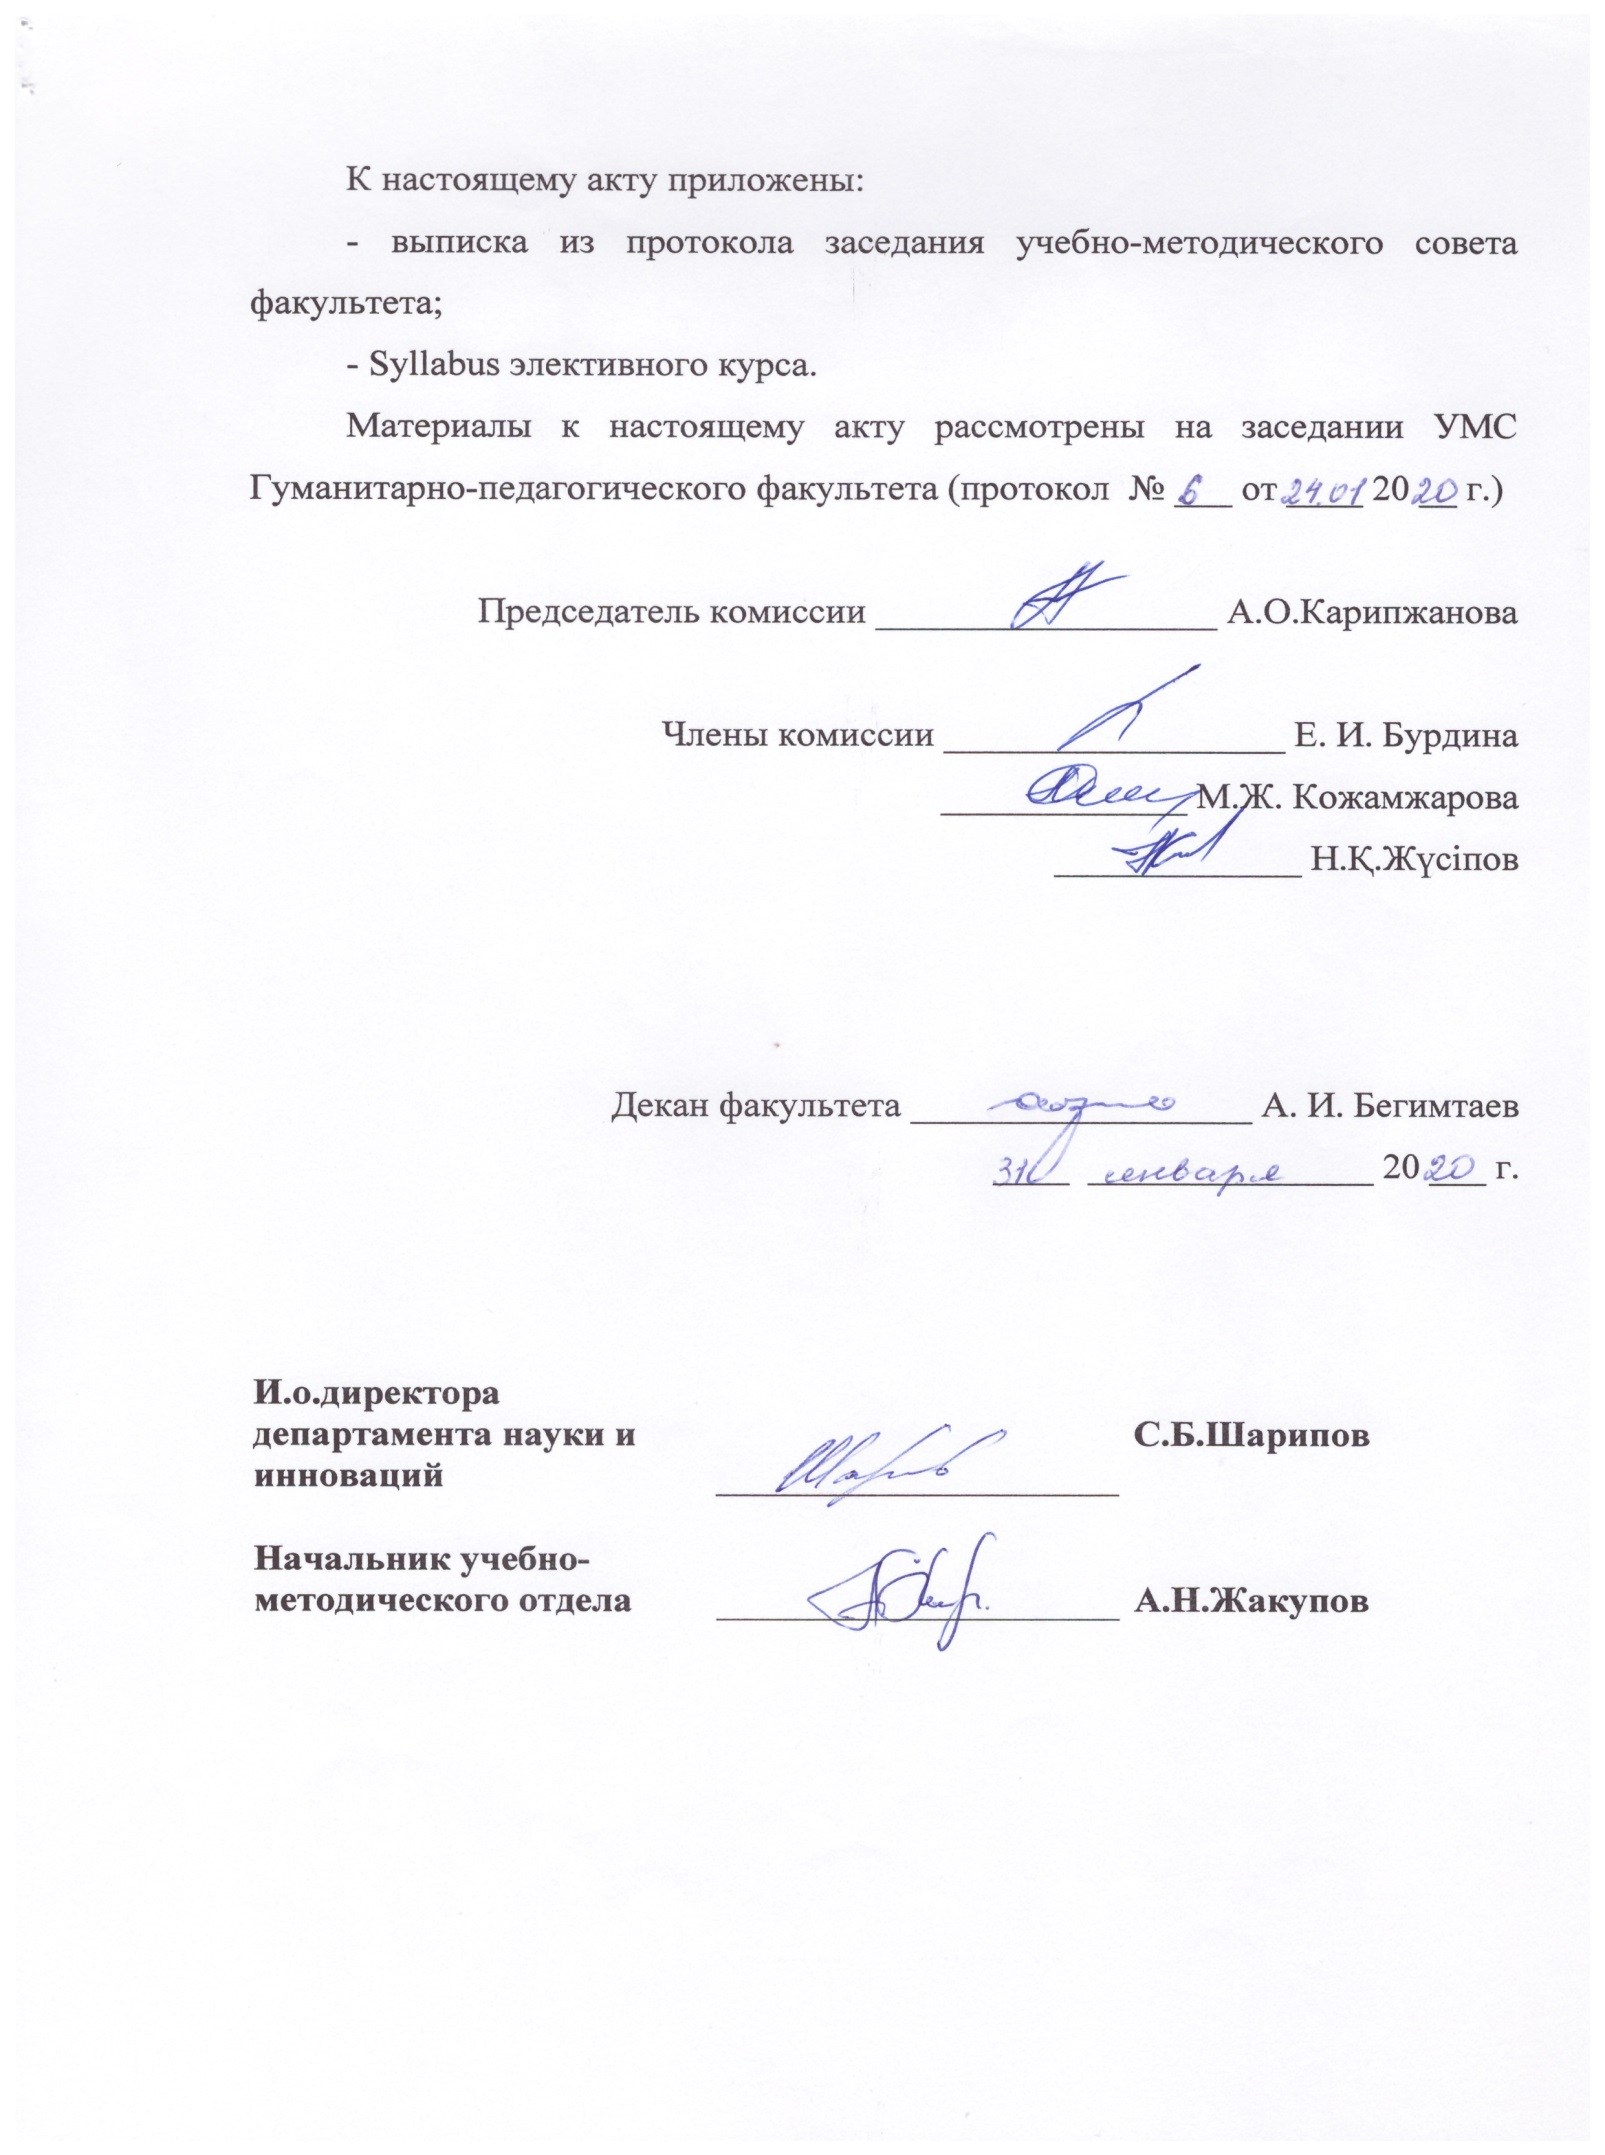 К настоящему акту приложены:
- выписка из протокола заседания учебно-методического совета
факультета;
- Syllabus элективного курса.
Материалы к настоящему акту рассмотрены на заседании УМС
Гуманитарно-педагогического факультета (протокол № 6 от 24.01 2020 г.)
Председатель комиссии А.О.Карипжанова
Члены комиссии Е. И. Бурдина
М.Ж. Кожамжарова
Н.Қ.Жүсіпов
Декан факультета А. И. Бегимтаев
31 января 2020 г.
И.о.директора
департамента науки и С.Б.Шарипов
инноваций
Начальник учебно-
методического отдела А.Н.Жакупов